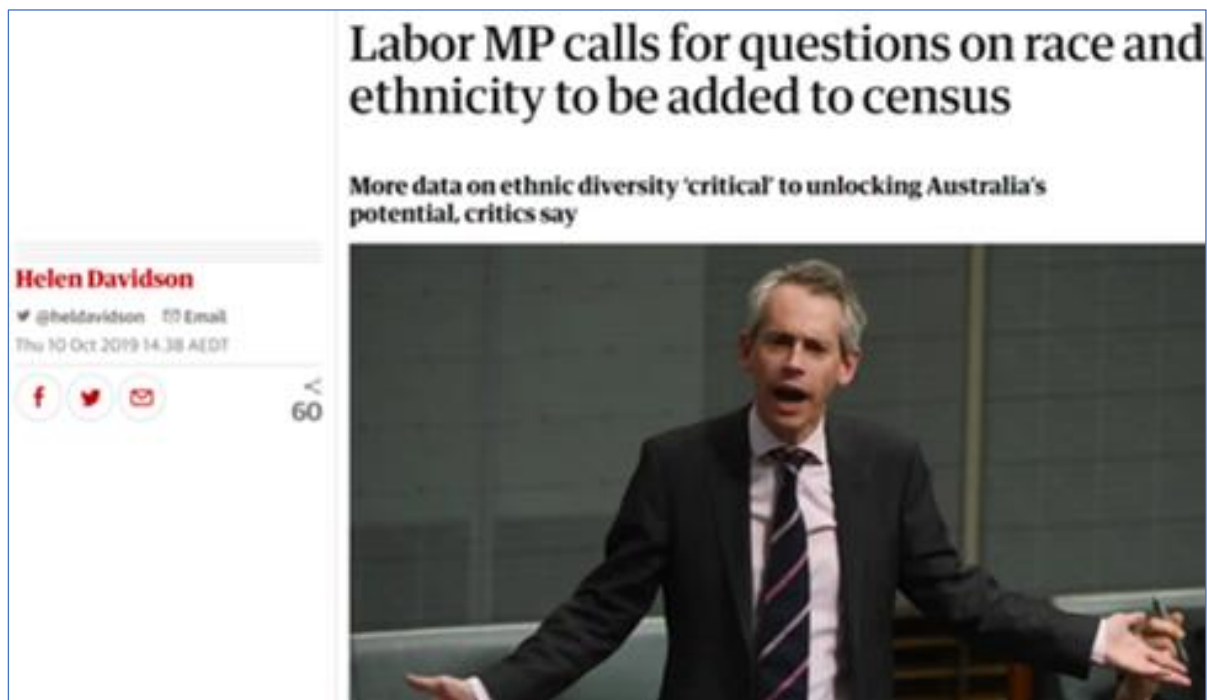 Labor MP calls for questions on race and
ethnicity to be added to census
More data on ethnic diversity ‘critical’ to unlocking Australia’s
potential, critics say
Helen Davidson
@heldavidson Email
Thu 10 Oct 2019 14.38 AEDT
60